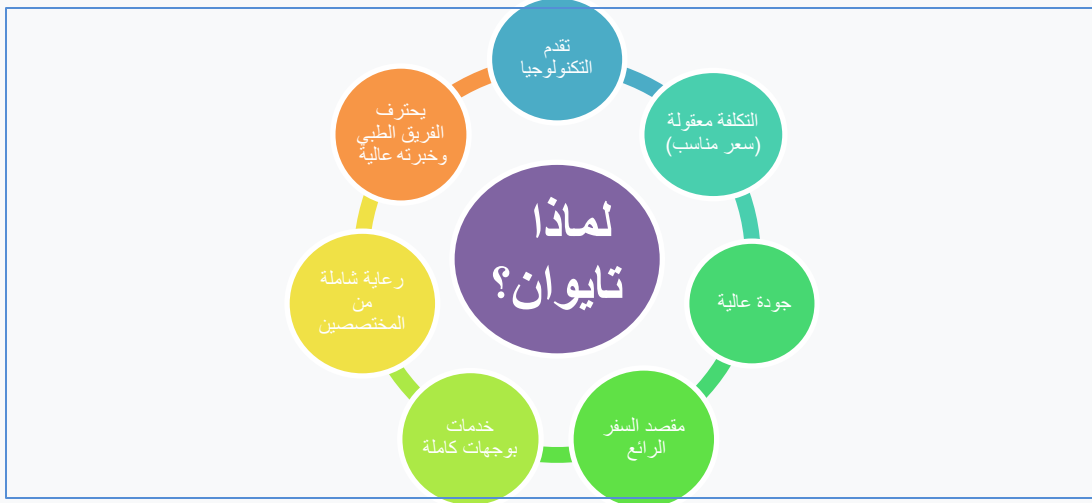 لماذا
تايوان؟
تقدم
التكنولوجيا
التكلفة معقولة
(سعر مناسب)
جودة عالية
مقصد السفر
الرائع
خدمات
بوجهات كاملة
رعاية شاملة
من
المختصصين
يحترف
الفريق الطبي
وخبرته عالية